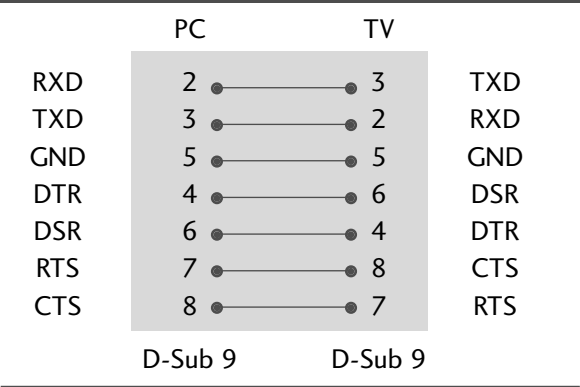 PC TV
RXD 2 3 TXD
TXD 3 2 RXD
GND 5 5 GND
DTR 4 6 DSR
DSR 6 4 DTR
RTS 7 8 CTS
CTS 8 7 RTS
D-Sub 9 D-Sub 9